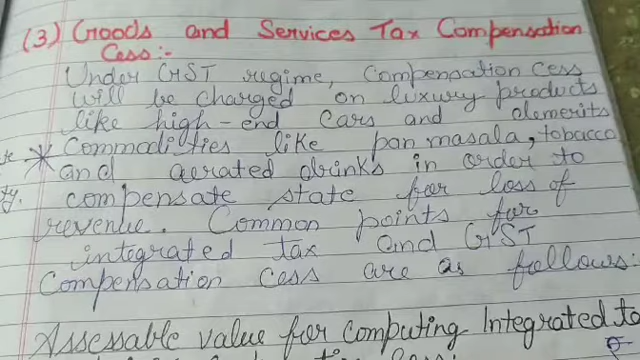 (3) Goods and Services Tax Compensation
Cess:-
Under GST regime, Compensation cess
will be charged on luxury products
like high-end cars and demerits
* Commodities like pan masala, tobacco
and aerated drinks in order to
compensate state for loss of
revenue. Common points for
integrated tax and GST
Compensation cess are as follows:
Assessable value for computing Integrated to